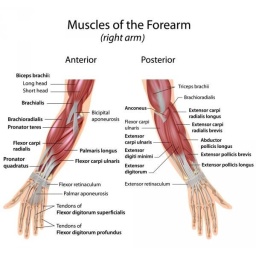 Muscles of the Forearm
(right arm)
Anterior
Posterior
Biceps brachii:
Long head
Short head
Brachialis
Brachioradialis
Pronator teres
Flexor carpi
radialis
Pronator
quadratus
Bicipital
aponeurosis
Palmaris longus
Flexor carpi ulnaris
Flexor retinaculum
Palmar aponeurosis
Tendons of
Flexor digitorum superficialis
Tendons of
Flexor digitorum profundus
Triceps brachii
Anconeus
Flexor carpi
ulnaris
Extensor
carpi ulnaris
Extensor
digiti minimi
Extensor
digitorum
Extensor retinaculum
Extensor carpi
radialis longus
Extensor carpi
radialis brevis
Abductor
pollicis longus
Extensor pollicis brevis
Extensor pollicis longus